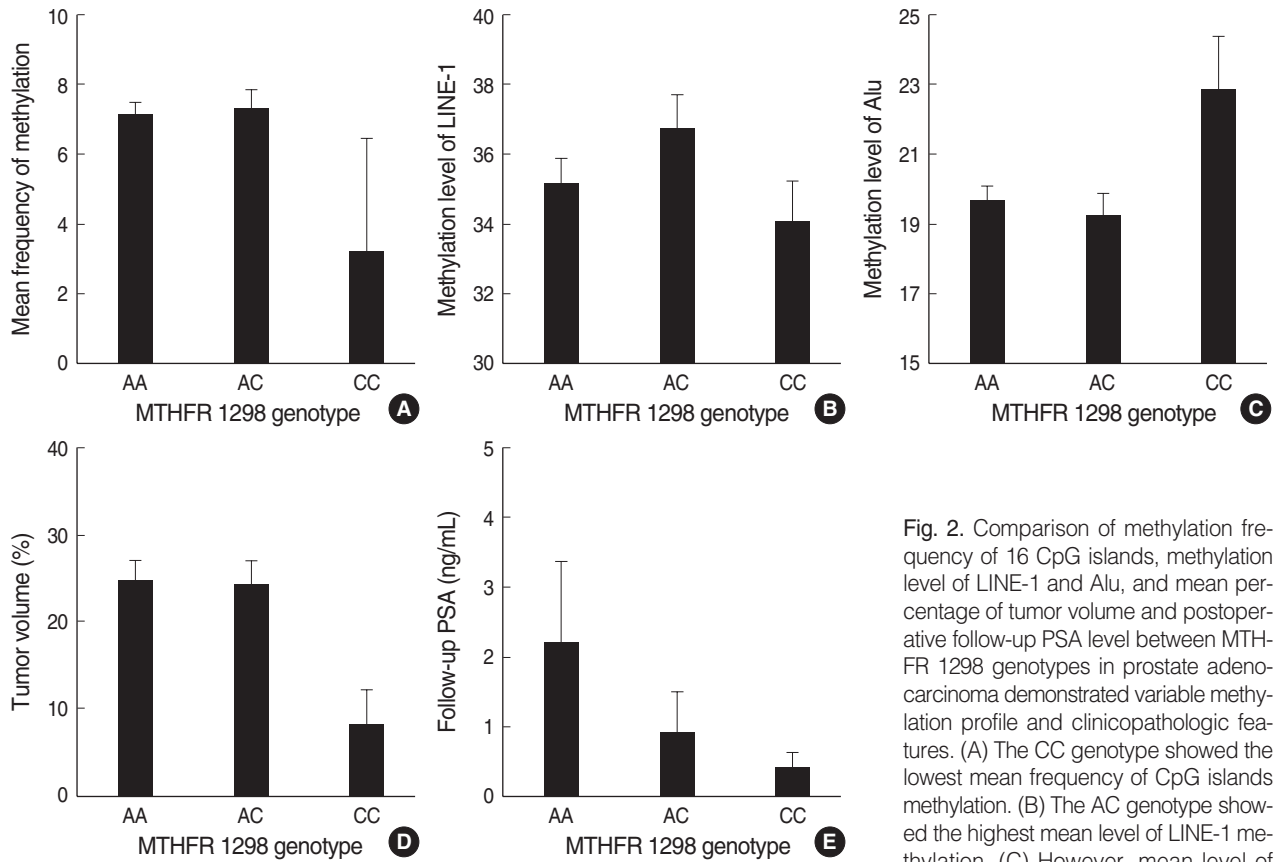 10
8
6
4
2
0
Mean frequency of methylation
AA AC CC
MTHFR 1298 genotype
A
40
38
36
34
32
30
Methylation level of LINE-1
AA AC CC
MTHFR 1298 genotype
B
25
23
21
19
17
15
Methylation level of Alu
AA AC CC
MTHFR 1298 genotype
C
40
30
20
10
0
Tumor volume (%)
AA AC CC
MTHFR 1298 genotype
D
5
4
3
2
1
0
Follow-up PSA (ng/mL)
AA AC CC
MTHFR 1298 genotype
E
Fig. 2. Comparison of methylation fre-
quency of 16 CpG islands, methylation
level of LINE-1 and Alu, and mean per-
centage of tumor volume and postoper-
ative follow-up PSA level between MTH-
FR 1298 genotypes in prostate adeno-
carcinoma demonstrated variable methy-
lation profile and clinicopathologic fea-
tures. (A) The CC genotype showed the
lowest mean frequency of CpG islands
methylation. (B) The AC genotype show-
ed the highest mean level of LINE-1 me-
thylation. (C) However, mean level of